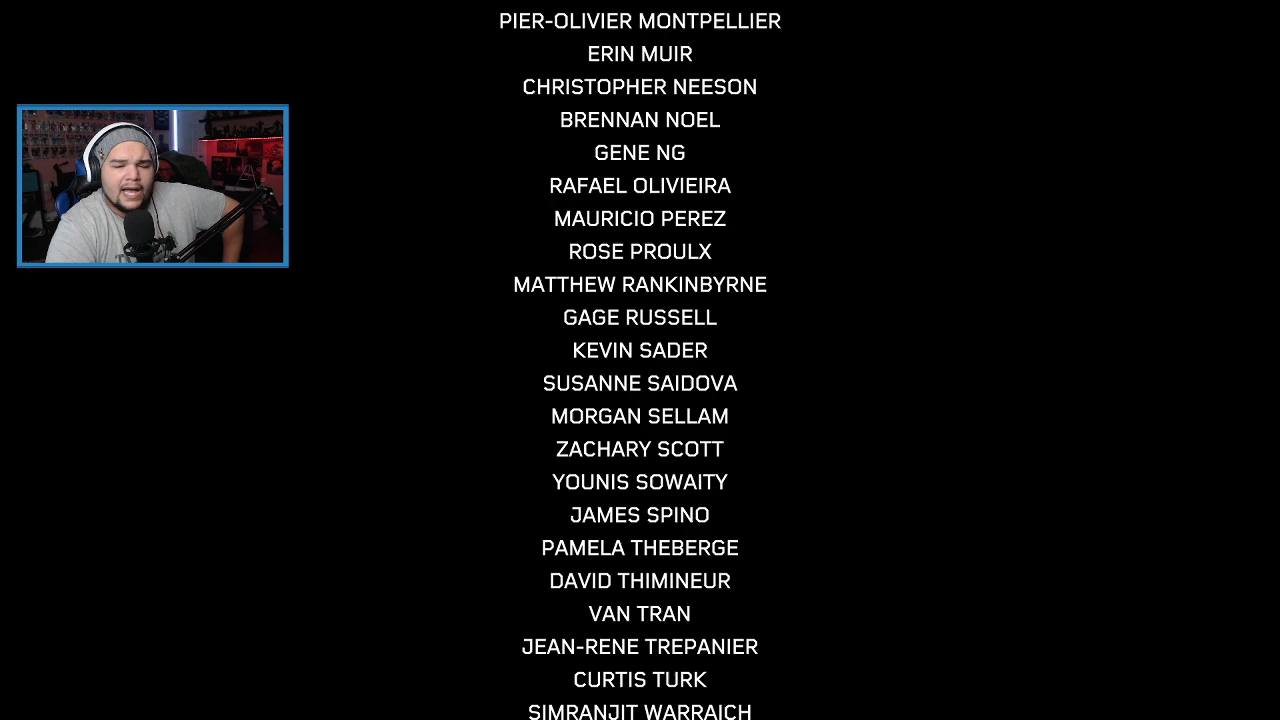 PIER-OLIVIER MONTPELLIER
ERIN MUIR
CHRISTOPHER NEESON
BRENNAN NOEL
GENE NG
RAFAEL OLIVIEIRA
MAURICIO PEREZ
ROSE PROULX
MATTHEW RANKINBYRNE
GAGE RUSSELL
KEVIN SADER
SUSANNE SAIDOVA
MORGAN SELLAM
ZACHARY SCOTT
YOUNIS SOWAITY
JAMES SPINO
PAMELA THEBERGE
DAVID THIMINEUR
VAN TRAN
JEAN-RENE TREPANIER
CURTIS TURK
SIMRANJIT WARRAICH